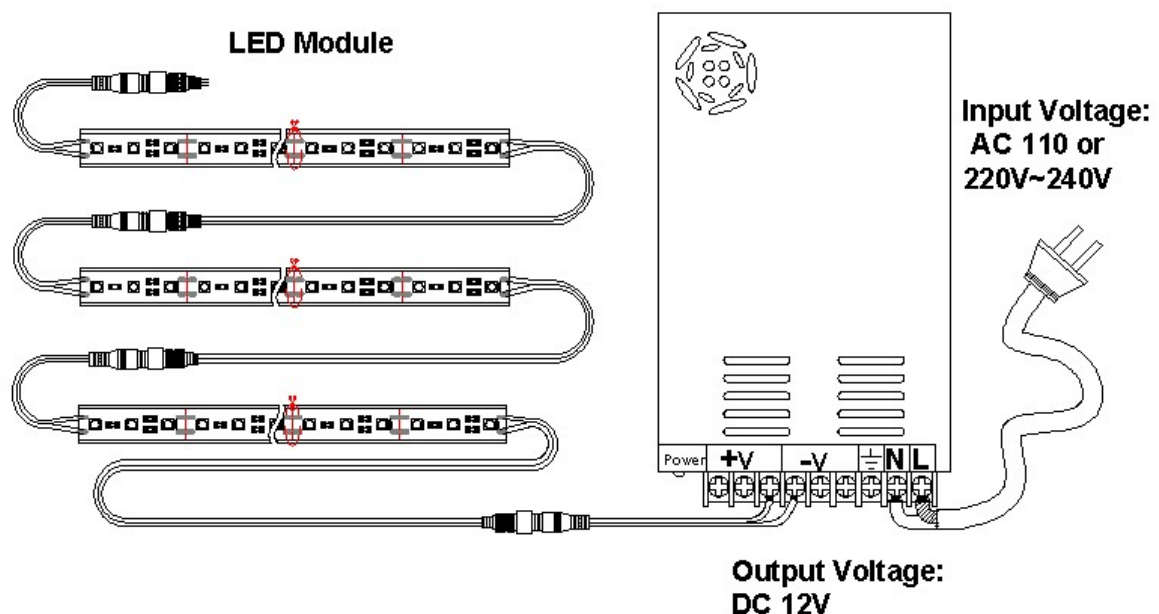 LED Module
Input Voltage:
AC 110 or
220V~240V
Power +V -V N L
Output Voltage:
DC 12V